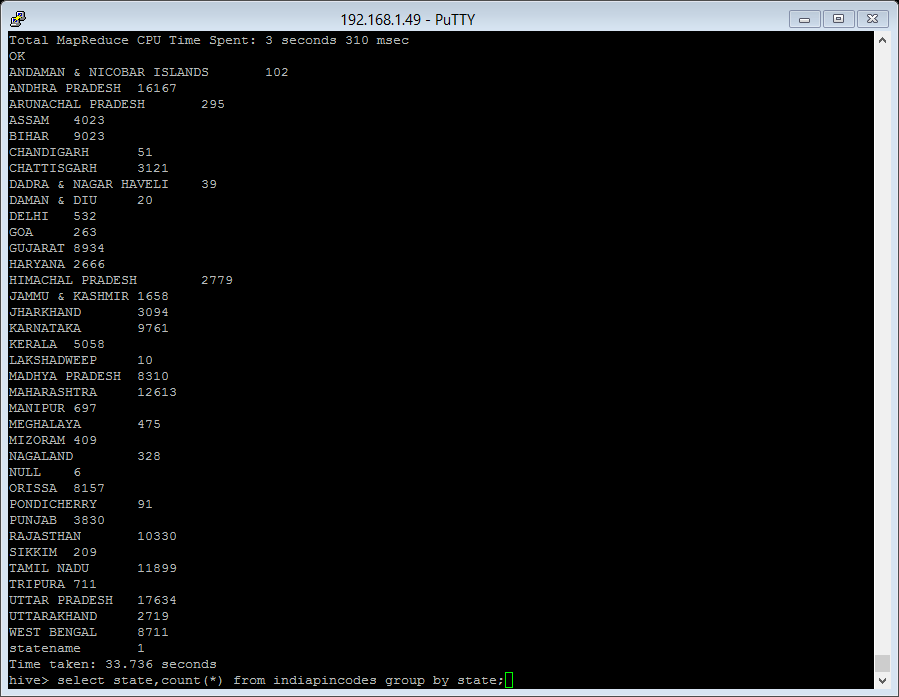 192.168.1.49 - PuTTY
Total MapReduce CPU Time Spent: 3 seconds 310 msec
OK
ANDAMAN & NICOBAR ISLANDS       102
ANDHRA PRADESH  16167
ARUNACHAL PRADESH       295
ASSAM   4023
BIHAR   9023
CHANDIGARH      51
CHATTISGARH     3121
DADRA & NAGAR HAVELI    39
DAMAN & DIU     20
DELHI   532
GOA     263
GUJARAT 8934
HARYANA 2666
HIMACHAL PRADESH        2779
JAMMU & KASHMIR 1658
JHARKHAND       3094
KARNATAKA       9761
KERALA  5058
LAKSHADWEEP     10
MADHYA PRADESH  8310
MAHARASHTRA     12613
MANIPUR 697
MEGHALAYA       475
MIZORAM 409
NAGALAND        328
NULL    6
ORISSA  8157
PONDICHERRY     91
PUNJAB  3830
RAJASTHAN       10330
SIKKIM  209
TAMIL NADU      11899
TRIPURA 711
UTTAR PRADESH   17634
UTTARAKHAND     2719
WEST BENGAL     8711
statename       1
Time taken: 33.736 seconds
hive> select state,count(*) from indiapincodes group by state;